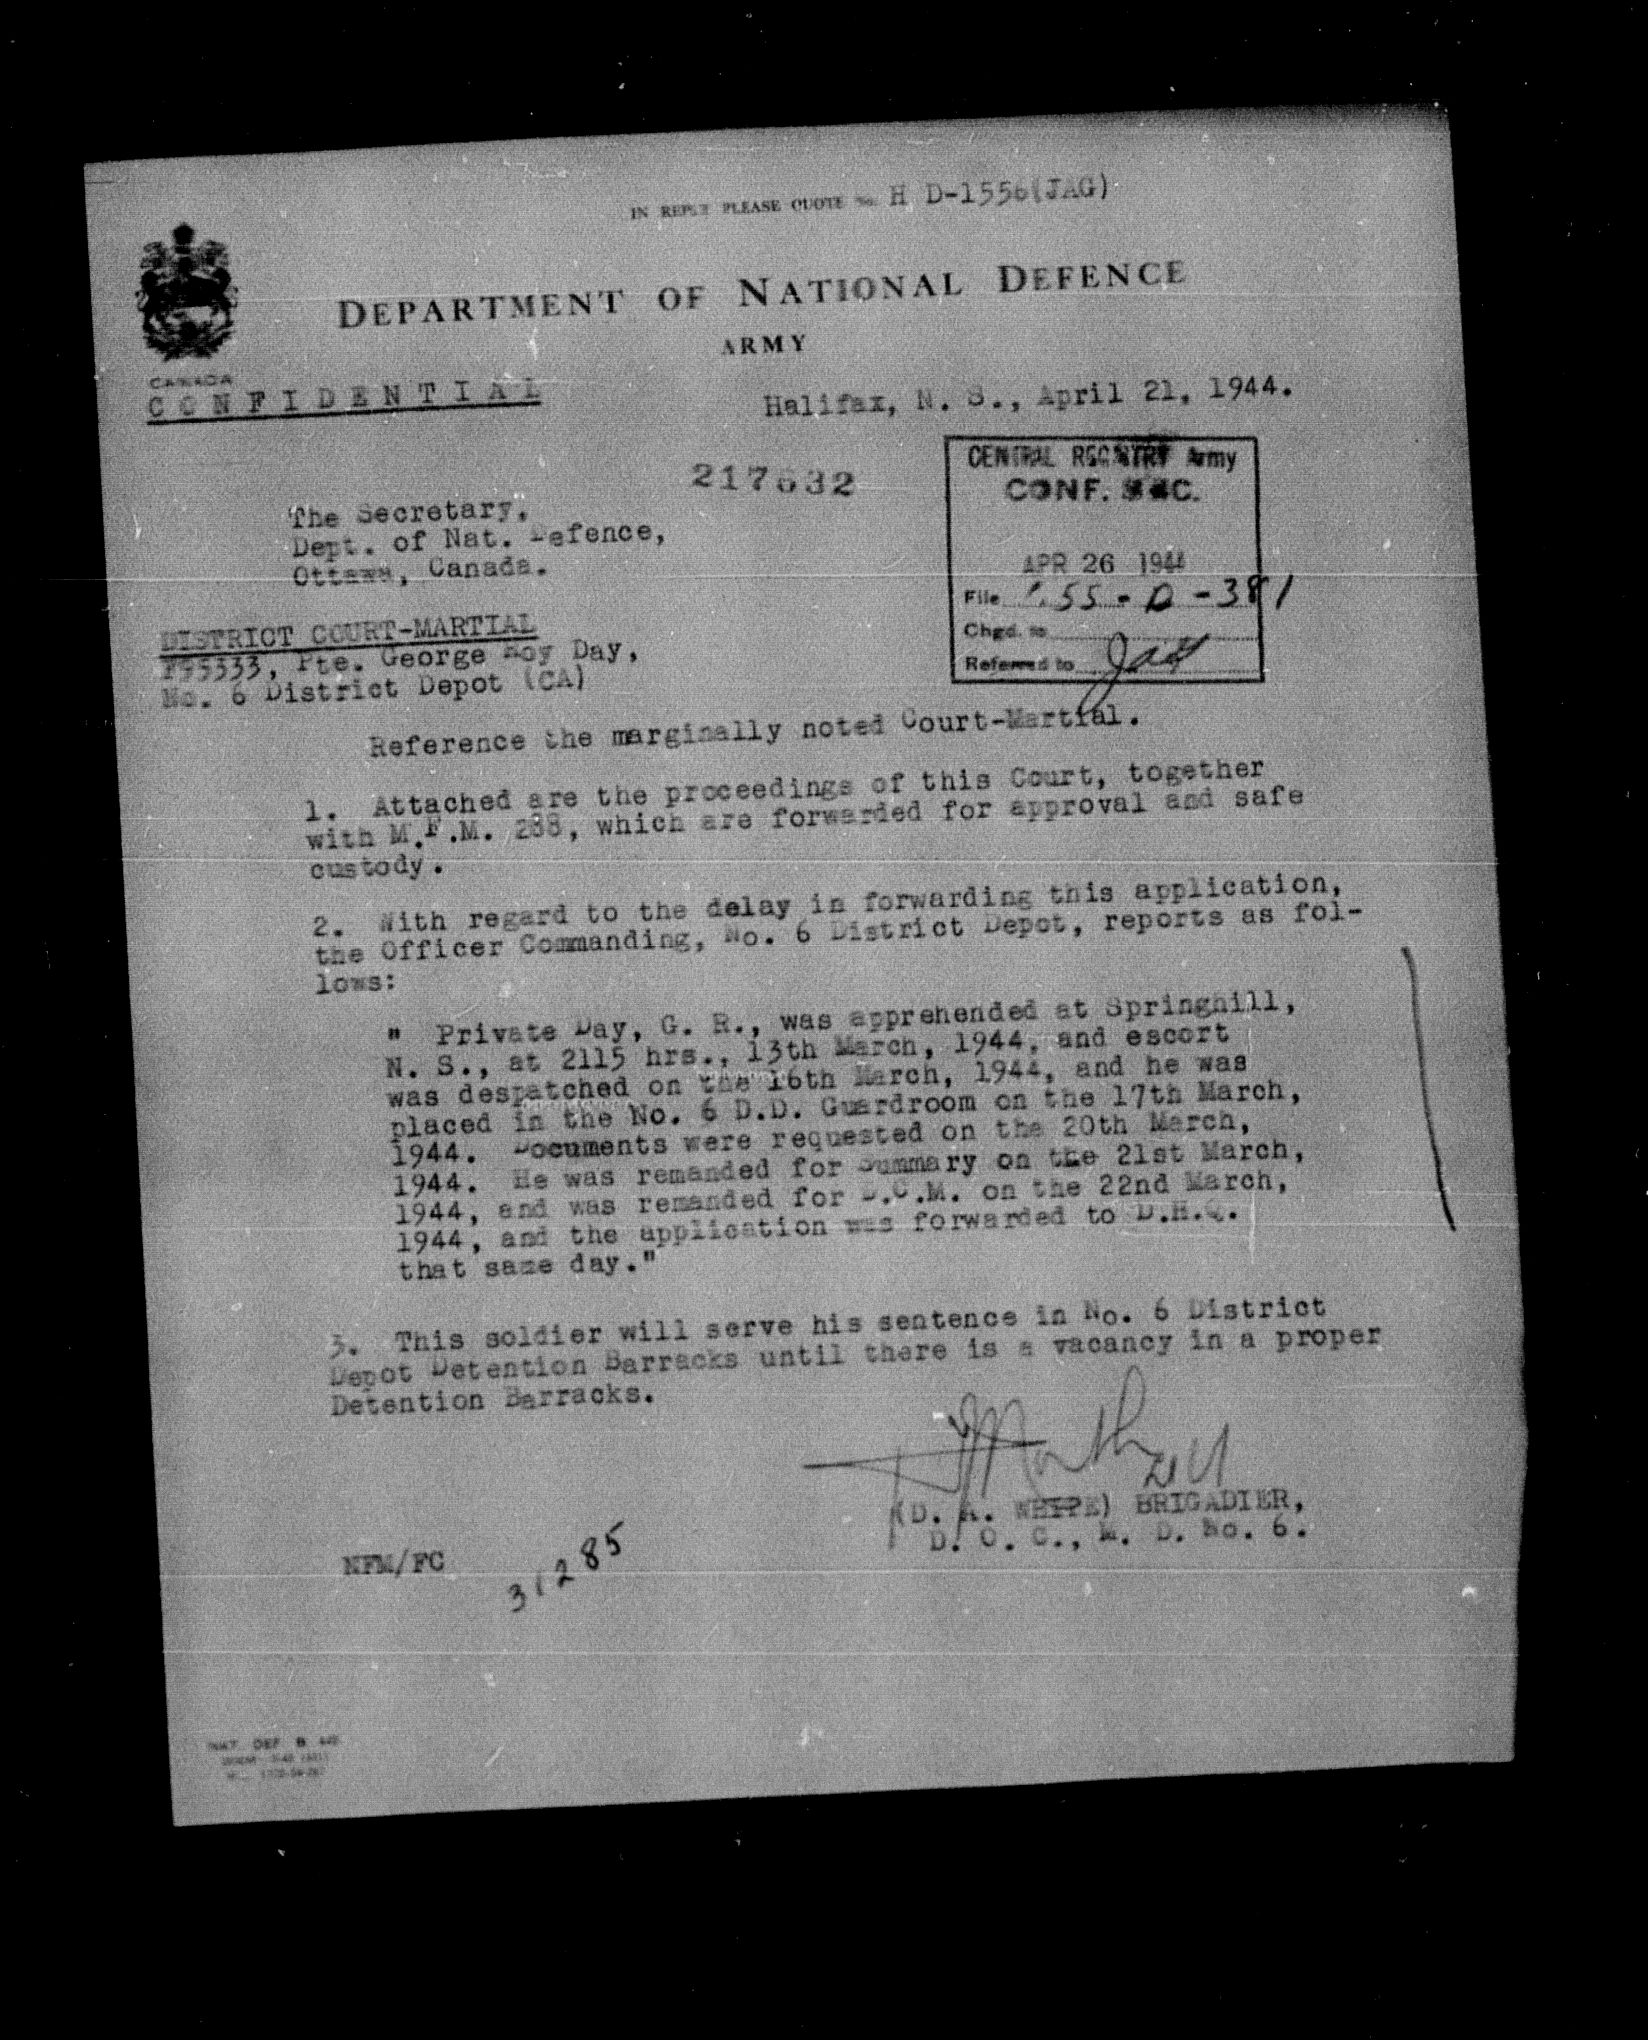 IN REPLY PLEASE QUOTE No. H D-1556(JAG)
DEPARTMENT OF NATIONAL DEFENCE
ARMY
CANADA
CONFIDENTIAL
Halifax, N. S., April 21, 1944.
217632
CENTRAL REGISTRY Army
CONF. SEC.
APR 26 1944
File 55-D-381
Chgd. to
Referred to JAG
The Secretary,
Dept. of Nat. Defence,
Ottawa, Canada.
DISTRICT COURT-MARTIAL
F95333, Pte. George Roy Day,
No. 6 District Depot (CA)
Reference the marginally noted Court-Martial.
1. Attached are the proceedings of this Court, together
with M.F.M. 288, which are forwarded for approval and safe
custody.
2. With regard to the delay in forwarding this application,
the Officer Commanding, No. 6 District Depot, reports as fol-
lows:
" Private Day, G. R., was apprehended at Springhill,
N. S., at 2115 hrs., 13th March, 1944, and escort
was despatched on the 16th March, 1944, and he was
placed in the No. 6 D.D. Guardroom on the 17th March,
1944. Documents were requested on the 20th March,
1944. He was remanded for Summary on the 21st March,
1944, and was remanded for D.C.M. on the 22nd March,
1944, and the application was forwarded to D.H.Q.
that same day."
3. This soldier will serve his sentence in No. 6 District
Depot Detention Barracks until there is a vacancy in a proper
Detention Barracks.
(D. A. WHITE) BRIGADIER,
D. O. C., M. D. No. 6.
NFM/FC
31285
NAT. DEF. B